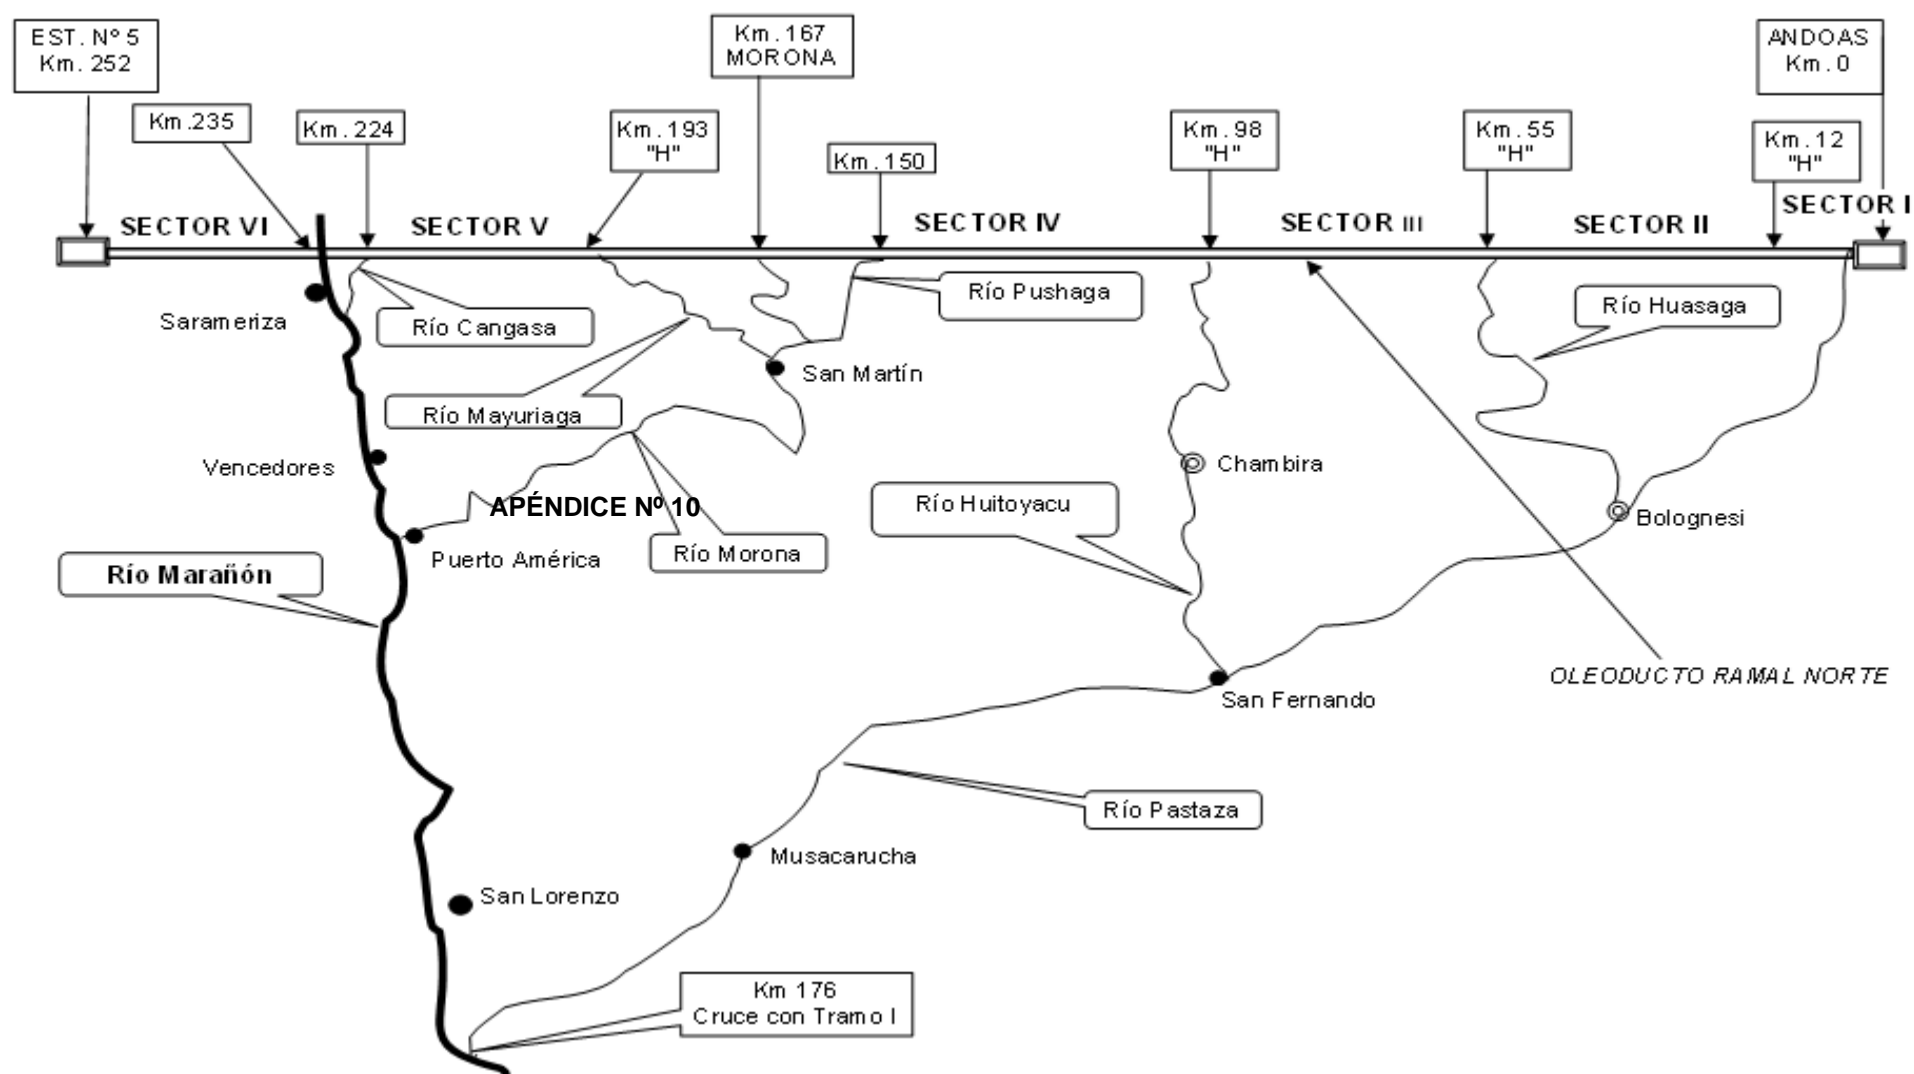 EST. Nº 5
Km. 252
Km.235
Km. 224
Km. 193
"H"
Km. 167
MORONA
Km. 150
Km. 98
"H"
Km. 55
"H"
Km. 12
"H"
ANDOAS
Km. 0
SECTOR VI
SECTOR V
SECTOR IV
SECTOR III
SECTOR II
SECTOR I
Sarameriza
Río Cangasa
Río Pushaga
Río Huasaga
San Martín
Río Mayuriaga
Vencedores
Chambira
APÉNDICE Nº 10
Río Huitoyacu
Bolognesi
Puerto América
Río Morona
Río Marañón
OLEODUCTO RAMAL NORTE
San Fernando
Río Pastaza
Musacarucha
San Lorenzo
Km 176
Cruce con Tramo I